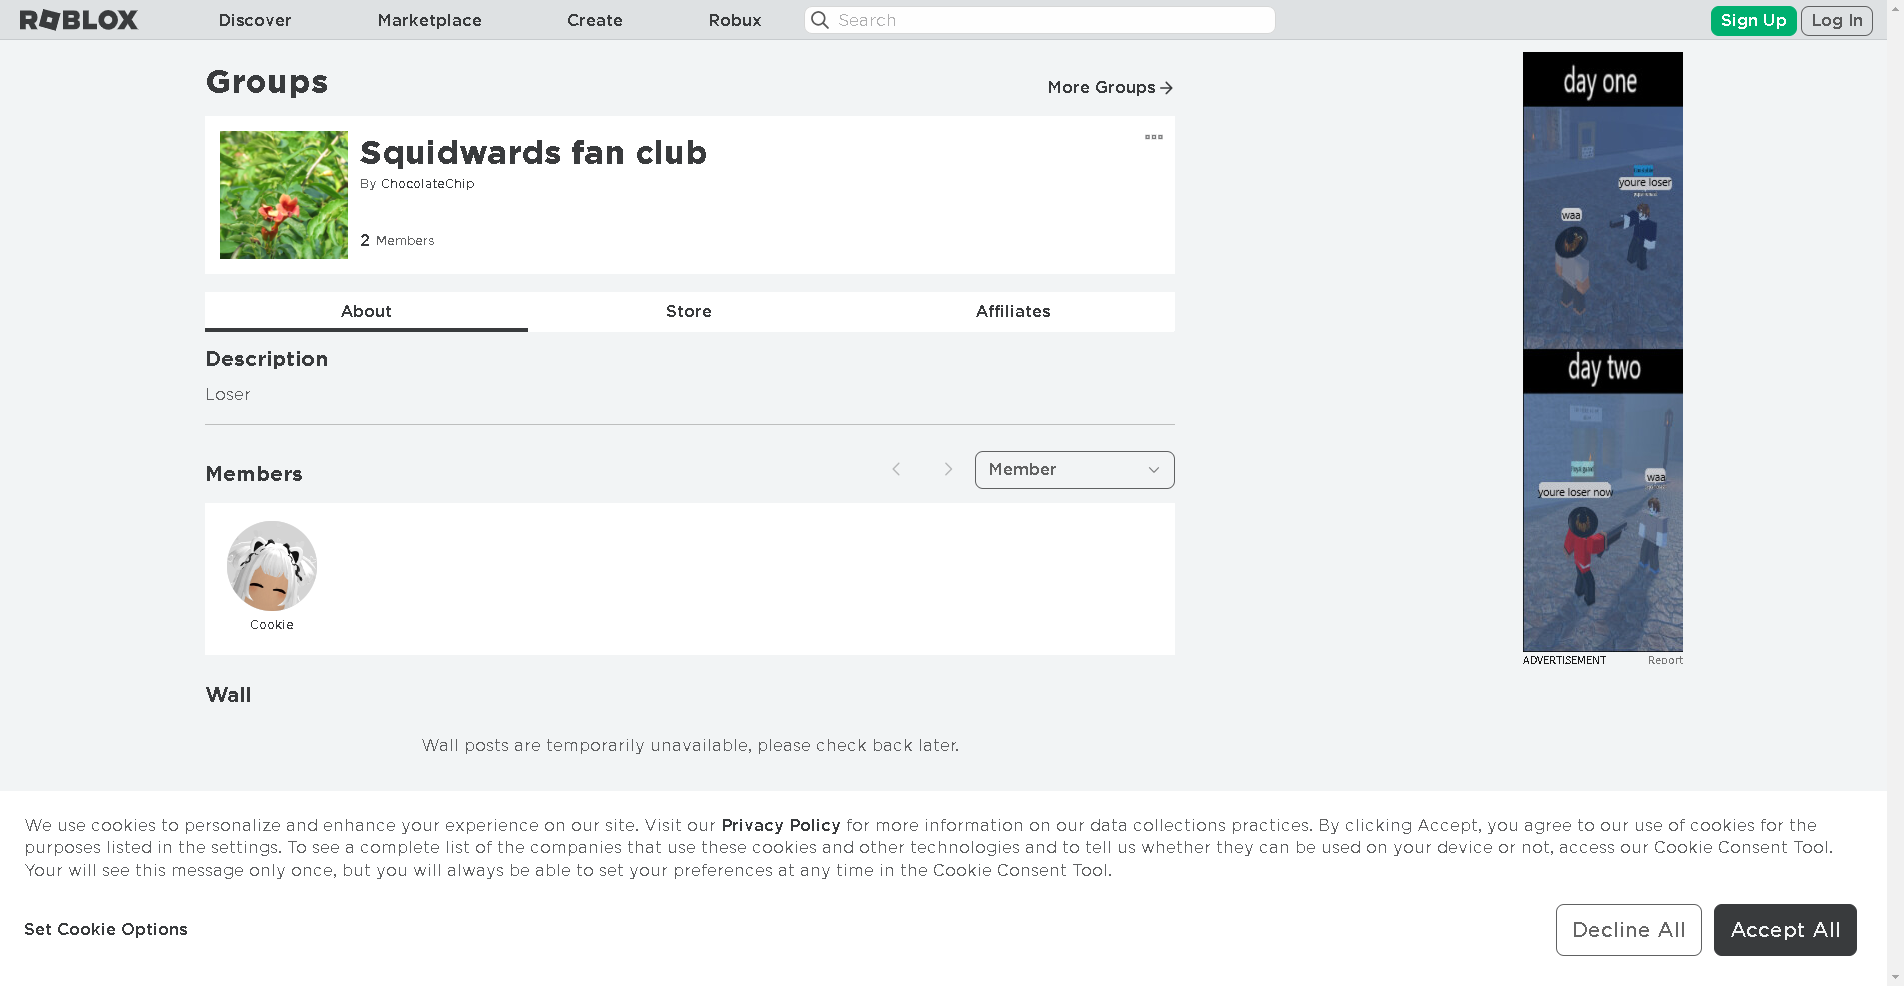 ROBLOX
Discover
Marketplace
Create
Robux
Search
Sign Up
Log In
Groups
More Groups
Squidwards fan club
By ChocolateChip
2 Members
About
Store
Affiliates
Description
Loser
Members
Member
Cookie
Wall
Wall posts are temporarily unavailable, please check back later.
day one
youre loser
waa
day two
waa
youre loser now
ADVERTISEMENT
Report
We use cookies to personalize and enhance your experience on our site. Visit our Privacy Policy for more information on our data collections practices. By clicking Accept, you agree to our use of cookies for the
purposes listed in the settings. To see a complete list of the companies that use these cookies and other technologies and to tell us whether they can be used on your device or not, access our Cookie Consent Tool.
Your will see this message only once, but you will always be able to set your preferences at any time in the Cookie Consent Tool.
Set Cookie Options
Decline All
Accept All